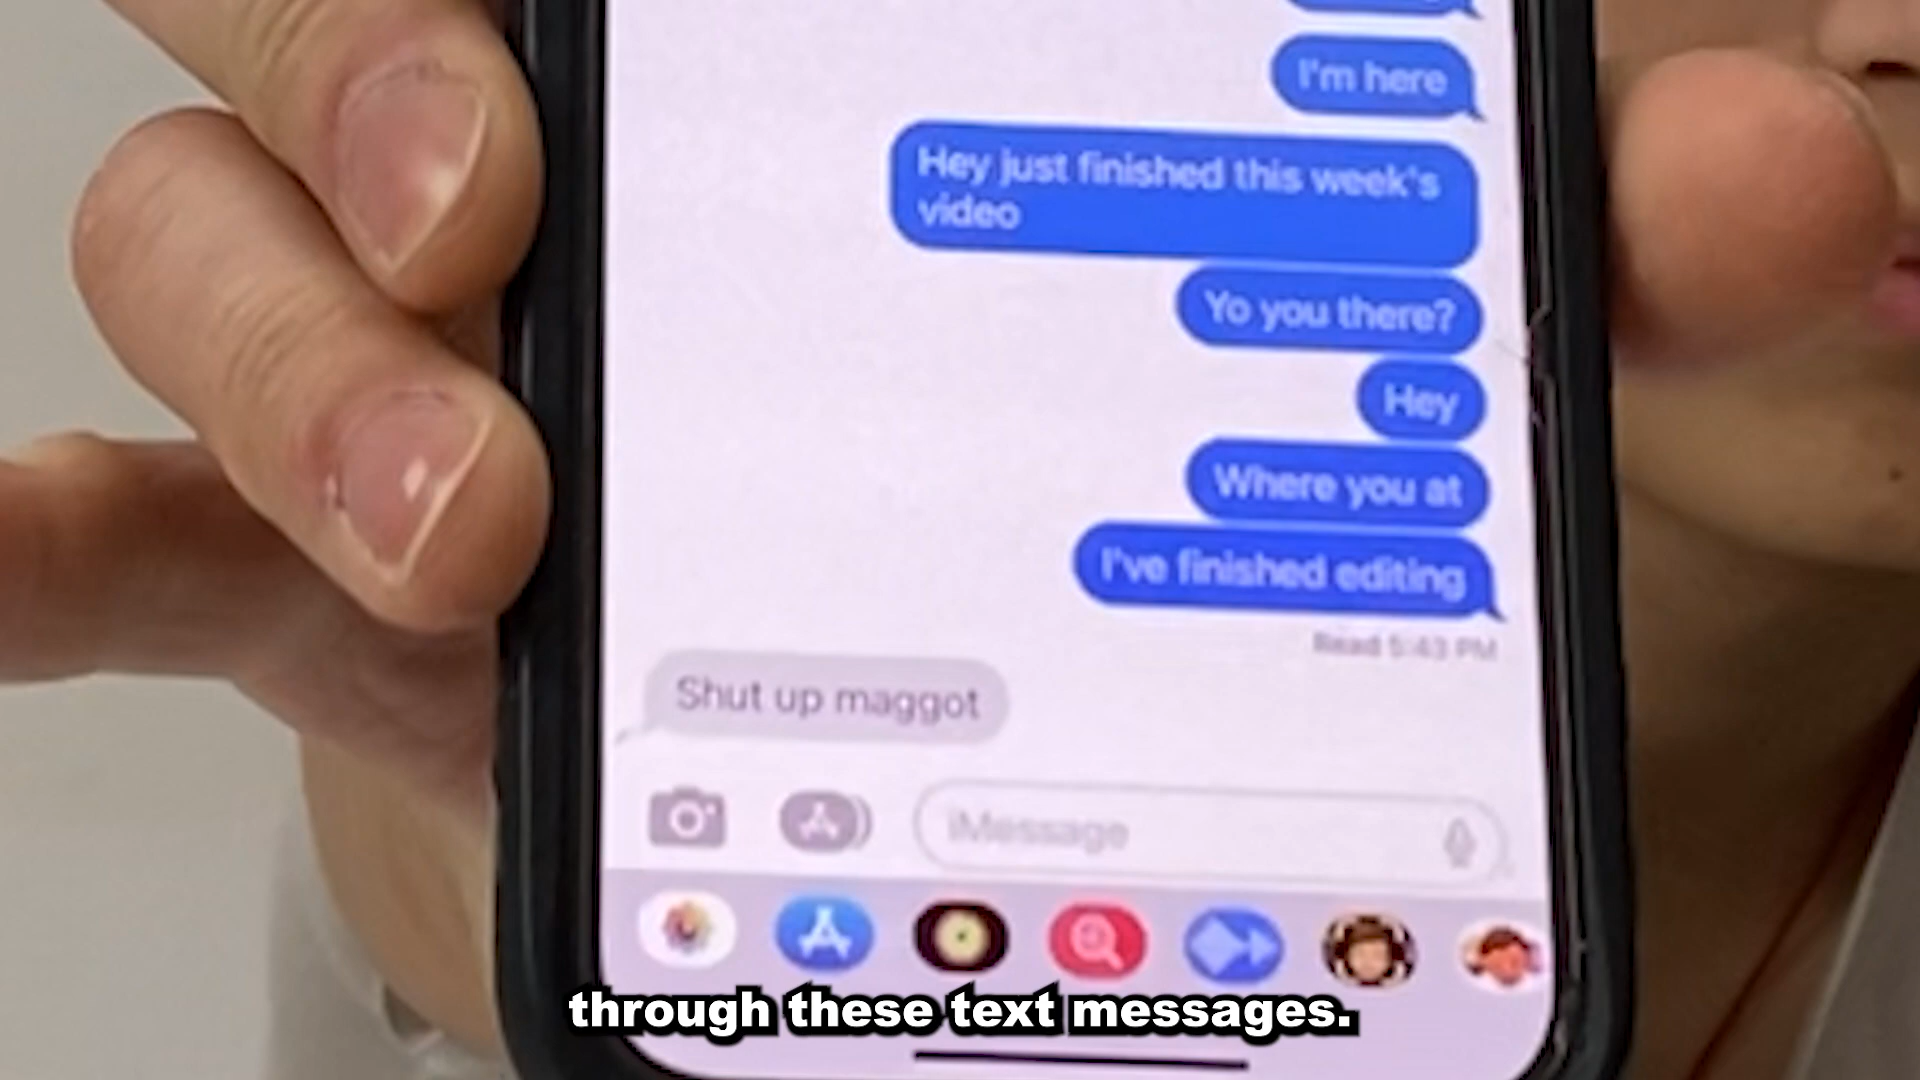 I'm here
Hey just finished this week's
video
Yo you there?
Hey
Where you at
I've finished editing
Read 5:43 PM
Shut up maggot
iMessage
through these text messages.